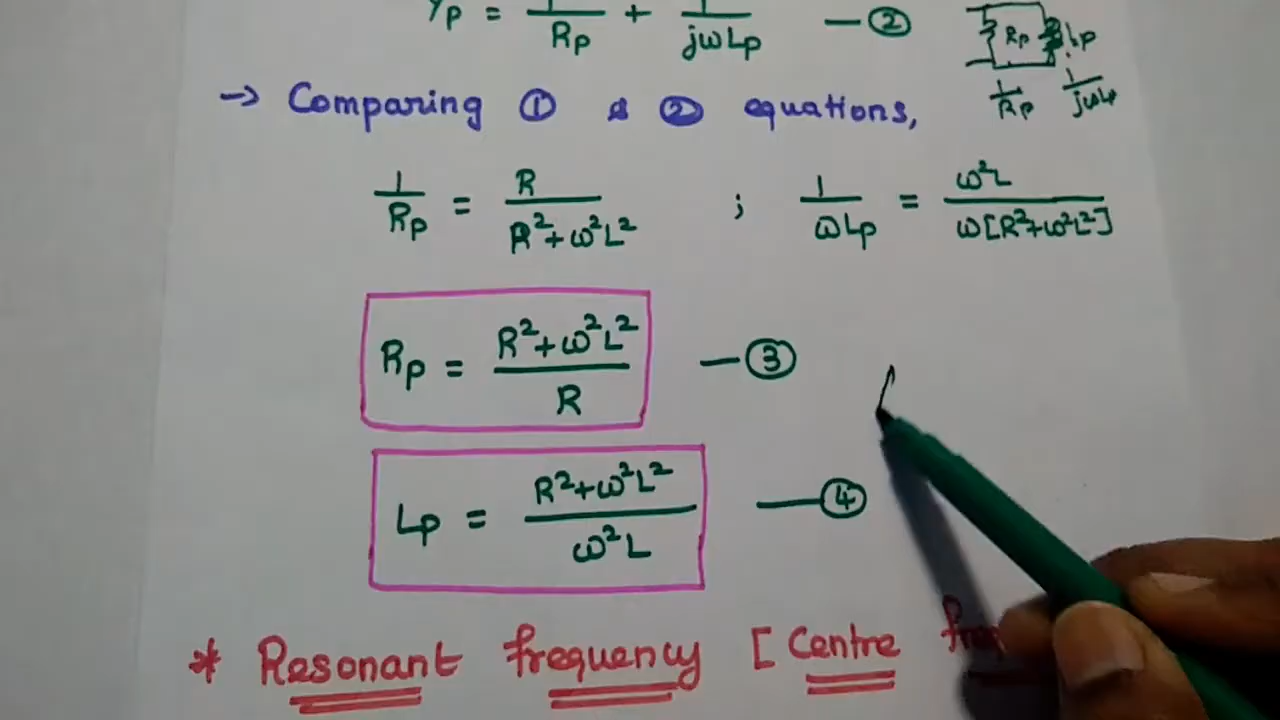 Yp = 1/Rp + 1/jωLp — ②
Rp Lp
1/Rp 1/jωLp
→ Comparing ① & ② equations,
1/Rp = R/R²+ω²L² ; 1/ωLp = ω²L/ω[R²+ω²L²]
Rp = R²+ω²L²/R — ③
Lp = R²+ω²L²/ω²L — ④
* Resonant frequency [Centre